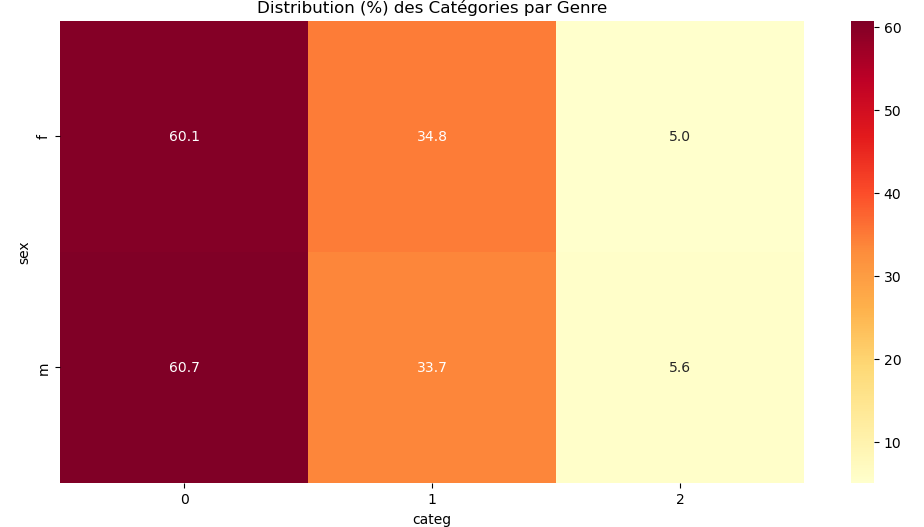 Distribution (%) des Catégories par Genre
f
60.1 34.8 5.0
sex
m
60.7 33.7 5.6
0 1 2
categ
60
50
40
30
20
10